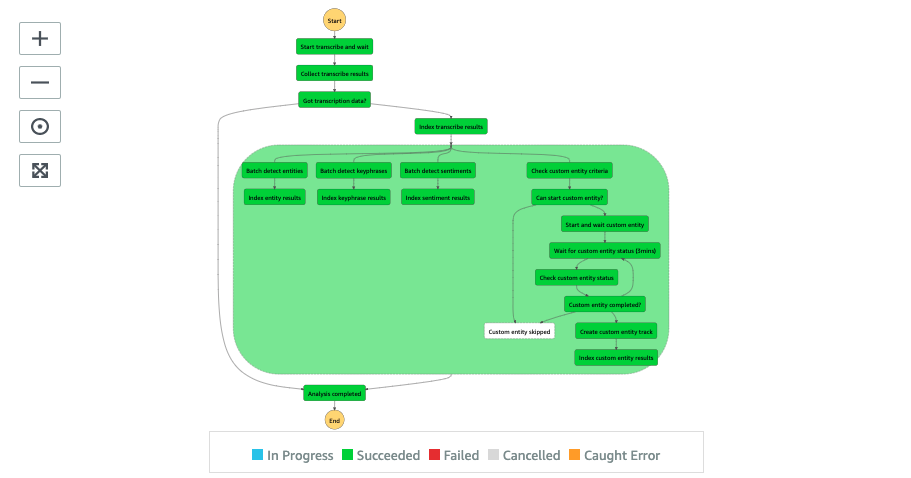 Start
Start transcribe and wait
Collect transcribe results
Got transcription data?
Index transcribe results
Batch detect entities
Batch detect keyphrases
Batch detect sentiments
Check custom entity criteria
Index entity results
Index keyphrase results
Index sentiment results
Can start custom entity?
Start and wait custom entity
Wait for custom entity status (3mins)
Check custom entity status
Custom entity completed?
Custom entity skipped
Create custom entity track
Index custom entity results
Analysis completed
End
In Progress
Succeeded
Failed
Cancelled
Caught Error